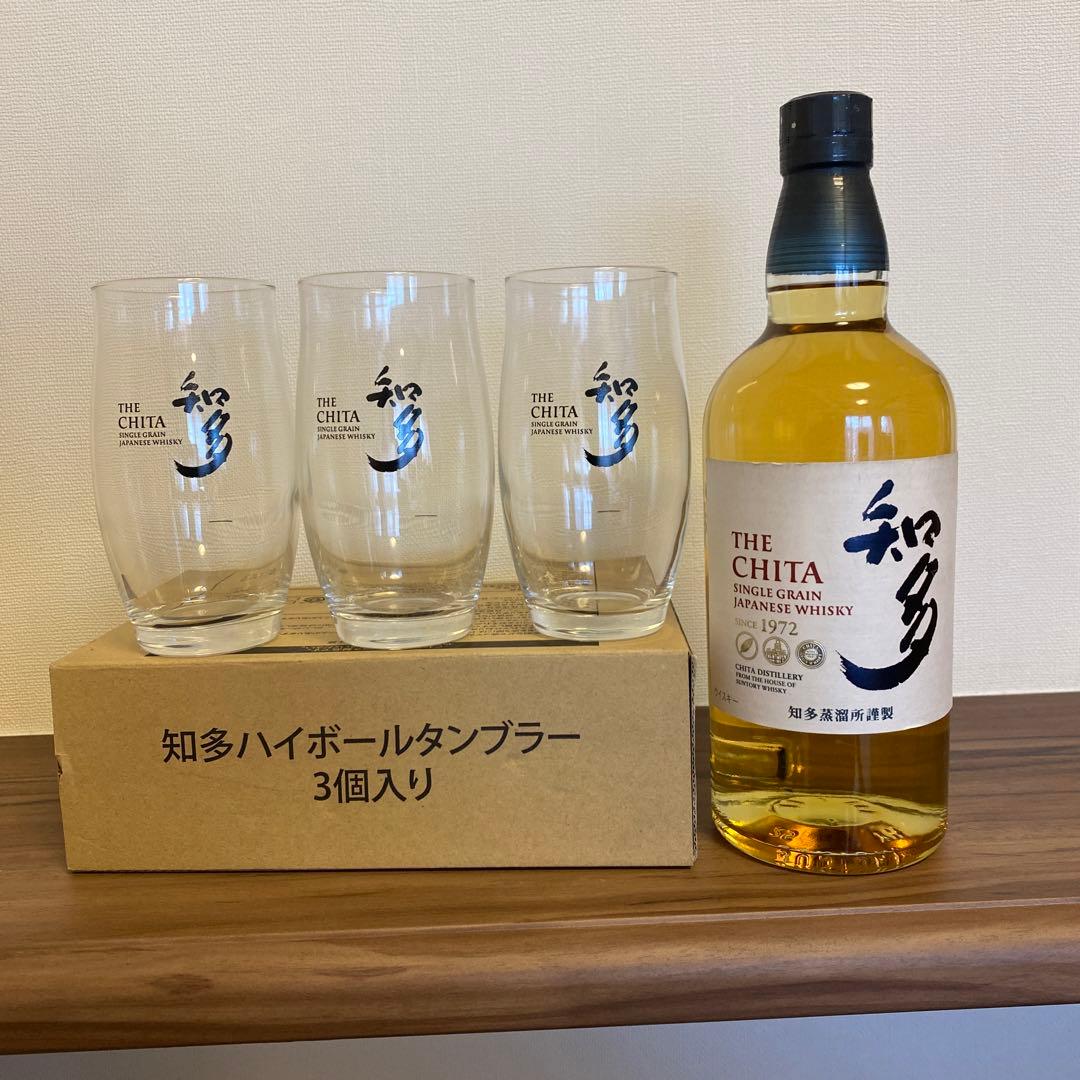 THE
CHITA
SINGLE GRAIN
JAPANESE WHISKY
知多
THE
CHITA
SINGLE GRAIN
JAPANESE WHISKY
知多
THE
CHITA
SINGLE GRAIN
JAPANESE WHISKY
知多
知多ハイボールタンブラー
3個入り
知多
THE
CHITA
SINGLE GRAIN
JAPANESE WHISKY
SINCE 1972
CHITA DISTILLERY
FROM THE HOUSE OF
SUNTORY WHISKY
ウイスキー
知多蒸溜所謹製